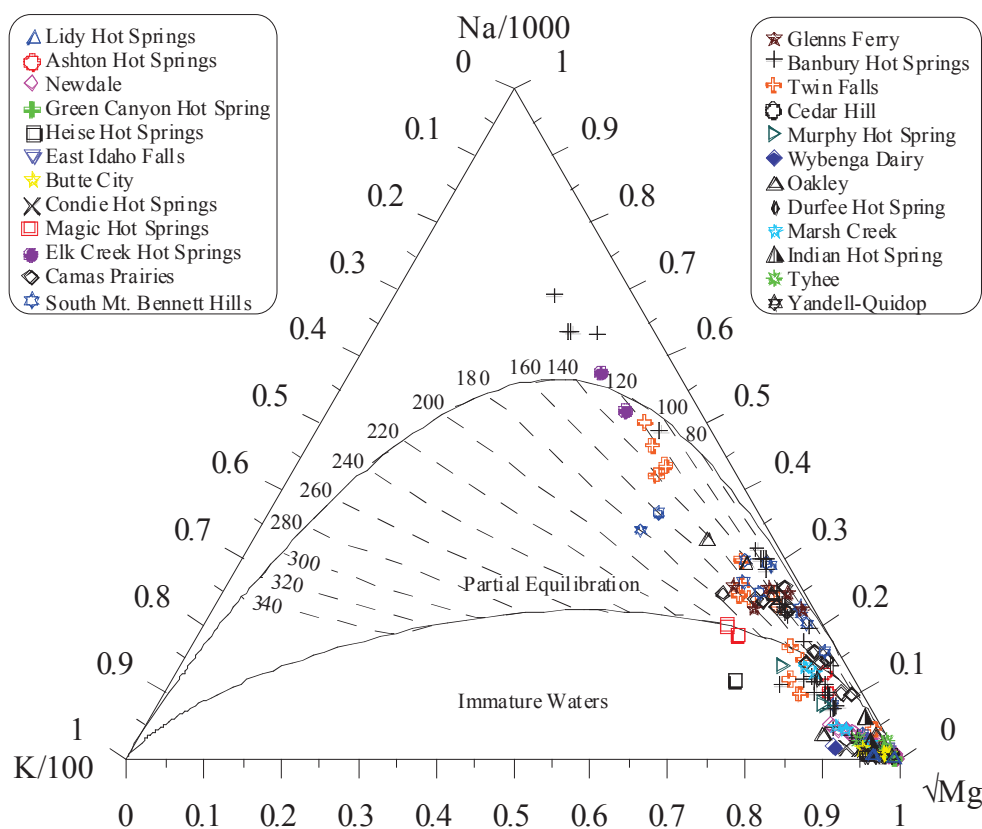 Na/1000
0 1
Lidy Hot Springs
Ashton Hot Springs
Newdale
Green Canyon Hot Spring
Heise Hot Springs
East Idaho Falls
Butte City
Condie Hot Springs
Magic Hot Springs
Elk Creek Hot Springs
Camas Prairies
South Mt. Bennett Hills
Glenns Ferry
Banbury Hot Springs
Twin Falls
Cedar Hill
Murphy Hot Spring
Wybenga Dairy
Oakley
Durfee Hot Spring
Marsh Creek
Indian Hot Spring
Tyhee
Yandell-Quidop
0.1
0.2
0.3
0.4
0.5
0.6
0.7
0.8
0.9
1
0.9
0.8
0.7
0.6
0.5
0.4
0.3
0.2
0.1
0
80
100
120
140
160
180
200
220
240
260
280
300
320
340
Partial Equilibration
Immature Waters
K/100
√Mg
0 0.1 0.2 0.3 0.4 0.5 0.6 0.7 0.8 0.9 1